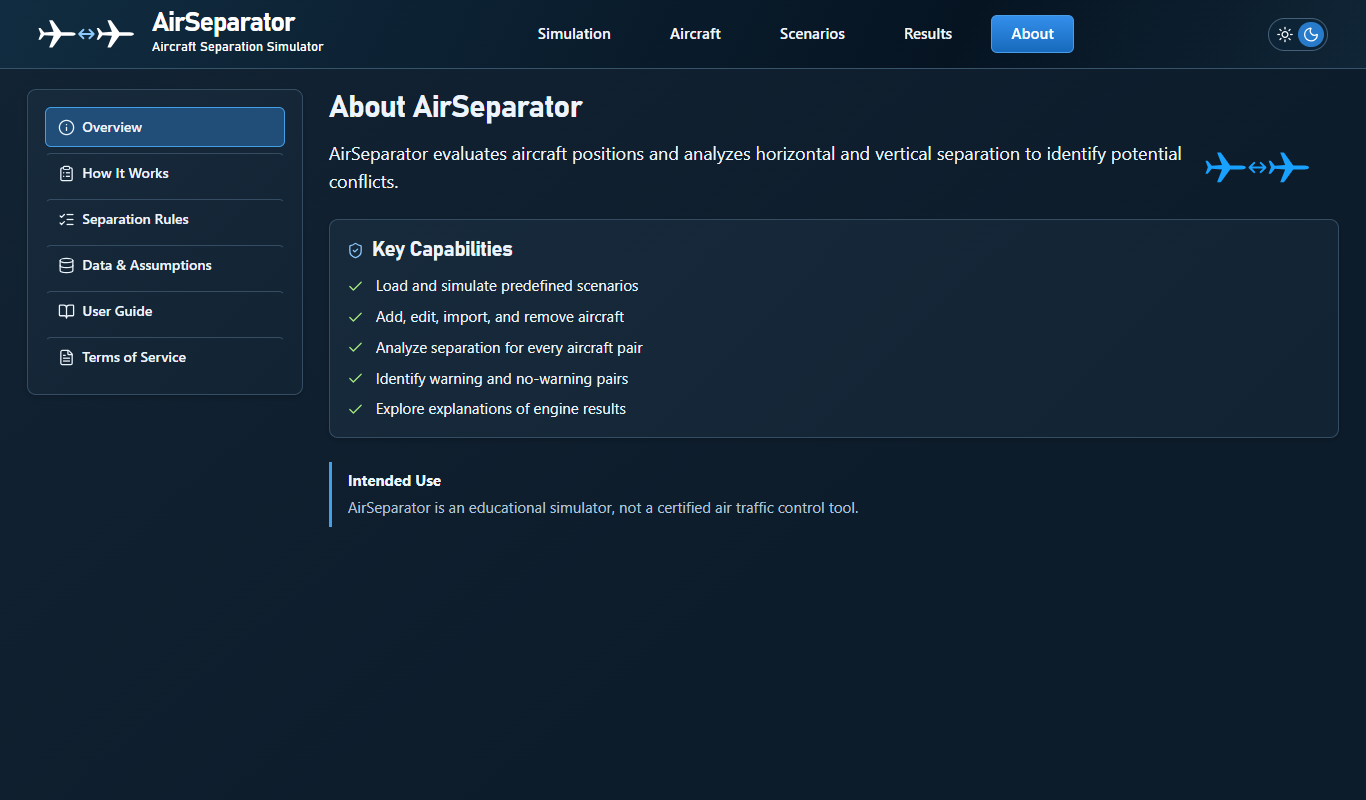 AirSeparator
Aircraft Separation Simulator
Simulation
Aircraft
Scenarios
Results
About
Overview
How It Works
Separation Rules
Data & Assumptions
User Guide
Terms of Service
About AirSeparator
AirSeparator evaluates aircraft positions and analyzes horizontal and vertical separation to identify potential
conflicts.
Key Capabilities
Load and simulate predefined scenarios
Add, edit, import, and remove aircraft
Analyze separation for every aircraft pair
Identify warning and no-warning pairs
Explore explanations of engine results
Intended Use
AirSeparator is an educational simulator, not a certified air traffic control tool.